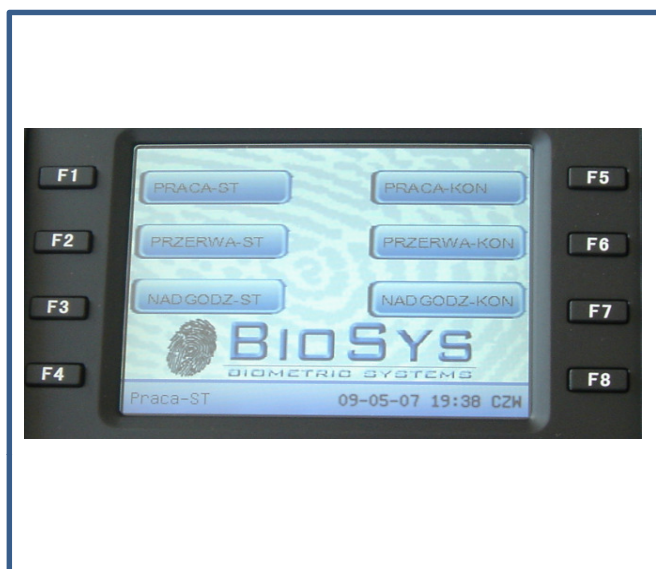 F1 PRACA-ST PRACA-KON F5
F2 PRZERWA-ST PRZERWA-KON F6
F3 NADGODZ-ST NADGODZ-KON F7
BIOSYS
BIOMETRIC SYSTEMS
F4 F8
Praca-ST 09-05-07 19:38 CZW